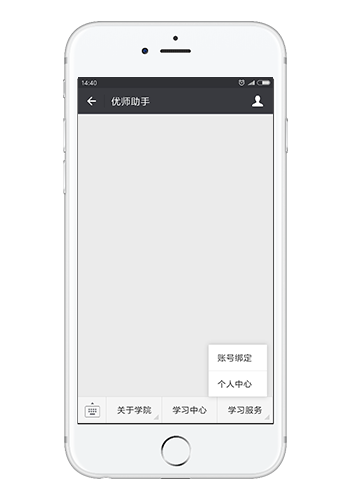 14:40
优师助手
账号绑定
个人中心
关于学院
学习中心
学习服务